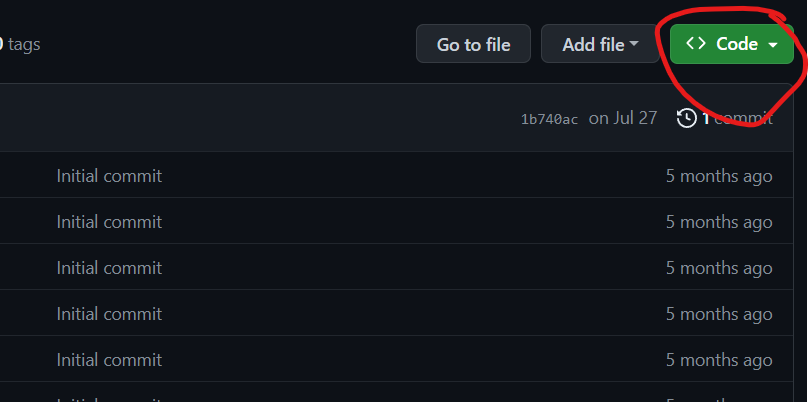 0 tags
Go to file
Add file
<> Code
1b740ac on Jul 27
1 commit
Initial commit 5 months ago
Initial commit 5 months ago
Initial commit 5 months ago
Initial commit 5 months ago
Initial commit 5 months ago